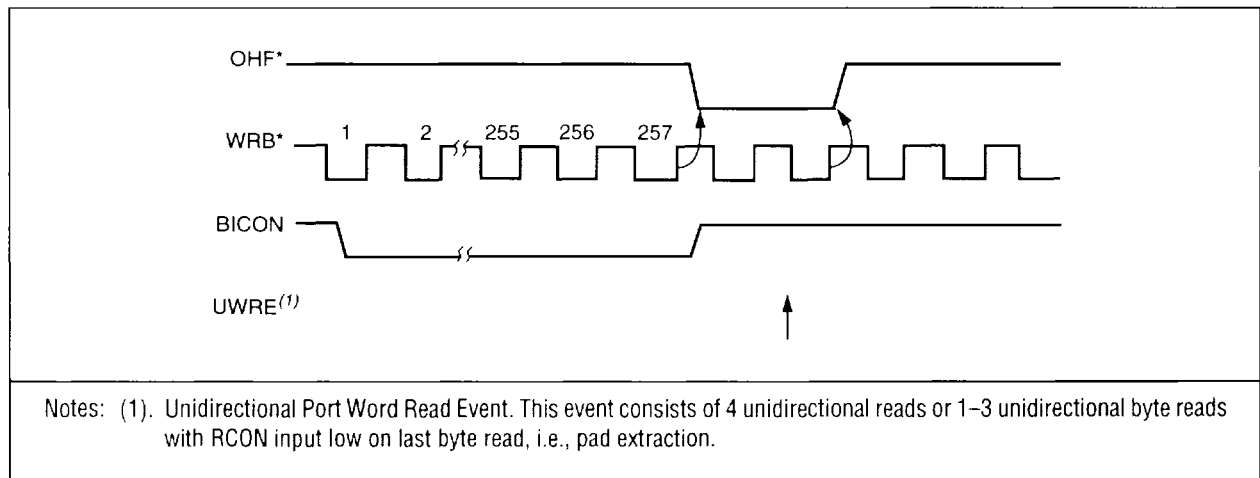 OHF*
WRB* 1 2 255 256 257
BICON
UWRE(1)
Notes: (1). Unidirectional Port Word Read Event. This event consists of 4 unidirectional reads or 1–3 unidirectional byte reads
with RCON input low on last byte read, i.e., pad extraction.